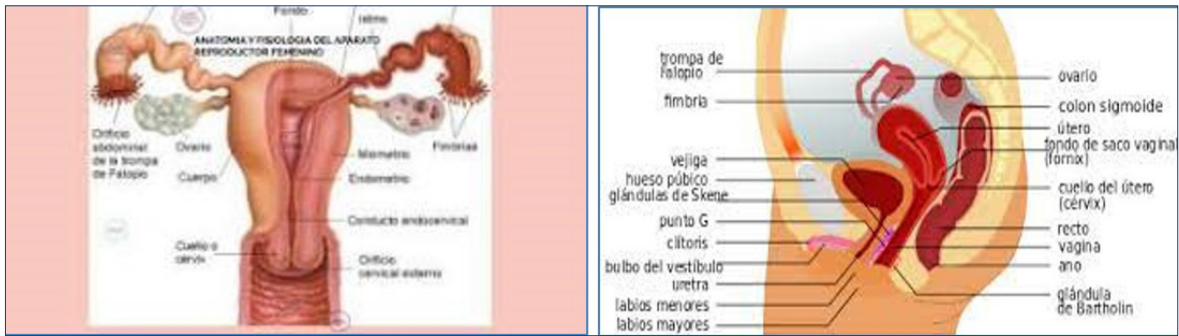 Fondo
Istmo
ANATOMIA Y FISIOLOGIA DEL APARATO
REPRODUCTOR FEMENINO
Orificio
abdominal
de la trompa
de Falopio
Ovario
Cuerpo
Fimbrias
Miometrio
Endometrio
Conducto endocervical
Cuello o
cérvix
Orificio
cervical externo
trompa de
Falopio
fimbria
vejiga
hueso púbico
glándulas de Skene
punto G
clítoris
bulbo del vestíbulo
uretra
labios menores
labios mayores
ovario
colon sigmoide
útero
fondo de saco vaginal
(fornix)
cuello del útero
(cérvix)
recto
vagina
ano
glándula
de Bartholin